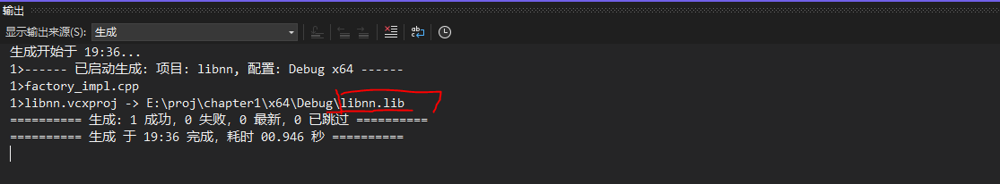 输出
显示输出来源(S): 生成
生成开始于 19:36...
1>------ 已启动生成: 项目: libnn, 配置: Debug x64 ------
1>factory_impl.cpp
1>libnn.vcxproj -> E:\proj\chapter1\x64\Debug\libnn.lib
========== 生成: 1 成功，0 失败，0 最新，0 已跳过 ==========
========== 生成 于 19:36 完成，耗时 00.946 秒 ==========